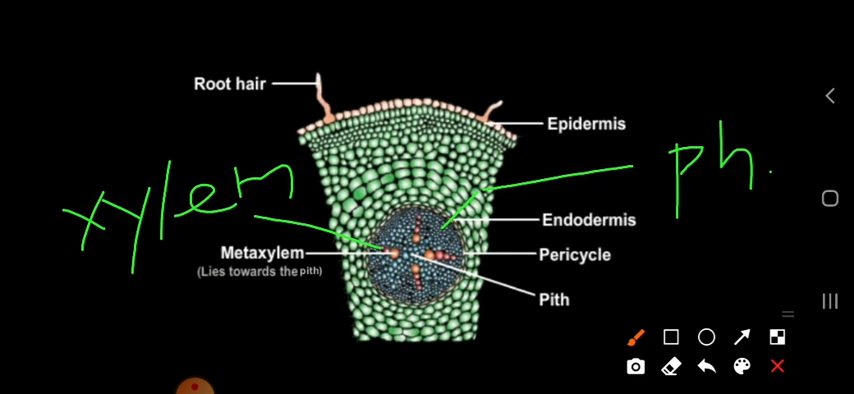 Root hair
Epidermis
xylem
ph.
Endodermis
Metaxylem
(Lies towards the pith)
Pericycle
Pith